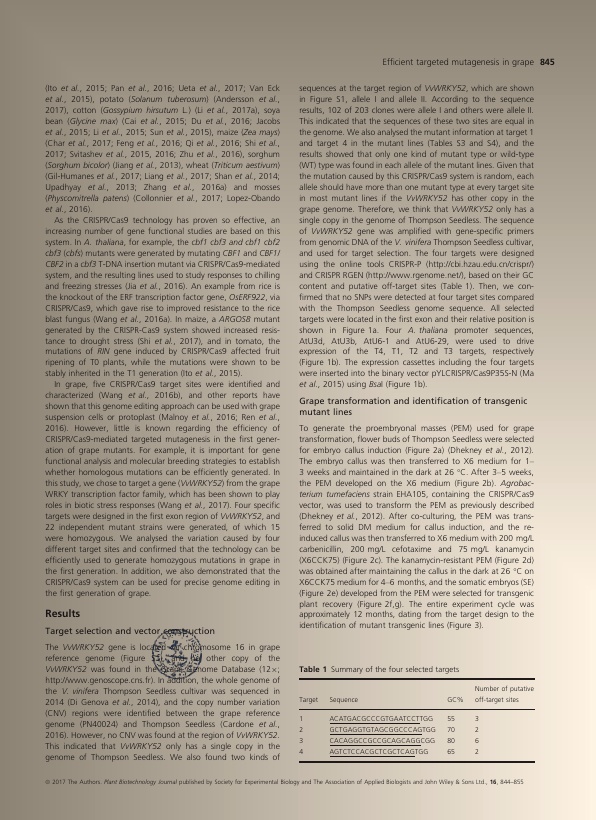 Efficient targeted mutagenesis in grape 845
(Ito et al., 2015; Pan et al., 2016; Ueta et al., 2017; Van Eck
et al., 2015), potato (Solanum tuberosum) (Andersson et al.,
2017), cotton (Gossypium hirsutum L.) (Li et al., 2017a), soya
bean (Glycine max) (Cai et al., 2015; Du et al., 2016; Jacobs
et al., 2015; Li et al., 2015; Sun et al., 2015), maize (Zea mays)
(Char et al., 2017; Feng et al., 2016; Qi et al., 2016; Shi et al.,
2017; Svitashev et al., 2015, 2016; Zhu et al., 2016), sorghum
(Sorghum bicolor) (Jiang et al., 2013), wheat (Triticum aestivum)
(Gil-Humanes et al., 2017; Liang et al., 2017; Shan et al., 2014;
Upadhyay et al., 2013; Zhang et al., 2016a) and mosses
(Physcomitrella patens) (Collonnier et al., 2017; Lopez-Obando
et al., 2016).
As the CRISPR/Cas9 technology has proven so effective, an
increasing number of gene functional studies are based on this
system. In A. thaliana, for example, the cbf1 cbf3 and cbf1 cbf2
cbf3 (cbfs) mutants were generated by mutating CBF1 and CBF1/
CBF2 in a cbf3 T-DNA insertion mutant via CRISPR/Cas9-mediated
system, and the resulting lines used to study responses to chilling
and freezing stresses (Jia et al., 2016). An example from rice is
the knockout of the ERF transcription factor gene, OsERF922, via
CRISPR/Cas9, which gave rise to improved resistance to the rice
blast fungus (Wang et al., 2016a). In maize, a ARGOS8 mutant
generated by the CRISPR-Cas9 system showed increased resis-
tance to drought stress (Shi et al., 2017), and in tomato, the
mutations of RIN gene induced by CRISPR/Cas9 affected fruit
ripening of T0 plants, while the mutations were shown to be
stably inherited in the T1 generation (Ito et al., 2015).
In grape, five CRISPR/Cas9 target sites were identified and
characterized (Wang et al., 2016b), and other reports have
shown that this genome editing approach can be used with grape
suspension cells or protoplast (Malnoy et al., 2016; Ren et al.,
2016). However, little is known regarding the efficiency of
CRISPR/Cas9-mediated targeted mutagenesis in the first gener-
ation of grape mutants. For example, it is important for gene
functional analysis and molecular breeding strategies to establish
whether homologous mutations can be efficiently generated. In
this study, we chose to target a gene (VvWRKY52) from the grape
WRKY transcription factor family, which has been shown to play
roles in biotic stress responses (Wang et al., 2017). Four specific
targets were designed in the first exon region of VvWRKY52, and
22 independent mutant strains were generated, of which 15
were homozygous. We analysed the variation caused by four
different target sites and confirmed that the technology can be
efficiently used to generate homozygous mutations in grape in
the first generation. In addition, we also demonstrated that the
CRISPR/Cas9 system can be used for precise genome editing in
the first generation of grape.
Results
Target selection and vector construction
The VvWRKY52 gene is located on chromosome 16 in grape
reference genome (Figure other copy of the
VvWRKY52 was found in the Genome Database (12×;
http://www.genoscope.cns.fr). In addition, the whole genome of
the V. vinifera Thompson Seedless cultivar was sequenced in
2014 (Di Genova et al., 2014), and the copy number variation
(CNV) regions were identified between the grape reference
genome (PN40024) and Thompson Seedless (Cardone et al.,
2016). However, no CNV was found at the region of VvWRKY52.
This indicated that VvWRKY52 only has a single copy in the
genome of Thompson Seedless. We also found two kinds of
sequences at the target region of VvWRKY52, which are shown
in Figure S1, allele I and allele II. According to the sequence
results, 102 of 203 clones were allele I and others were allele II.
This indicated that the sequences of these two sites are equal in
the genome. We also analysed the mutant information at target 1
and target 4 in the mutant lines (Tables S3 and S4), and the
results showed that only one kind of mutant type or wild-type
(WT) type was found in each allele of the mutant lines. Given that
the mutation caused by this CRISPR/Cas9 system is random, each
allele should have more than one mutant type at every target site
in most mutant lines if the VvWRKY52 has other copy in the
grape genome. Therefore, we think that VvWRKY52 only has a
single copy in the genome of Thompson Seedless. The sequence
of VvWRKY52 gene was amplified with gene-specific primers
from genomic DNA of the V. vinifera Thompson Seedless cultivar,
and used for target selection. The four targets were designed
using the online tools CRISPR-P (http://cbi.hzau.edu.cn/crispr/)
and CRISPR RGEN (http://www.rgenome.net/), based on their GC
content and putative off-target sites (Table 1). Then, we con-
firmed that no SNPs were detected at four target sites compared
with the Thompson Seedless genome sequence. All selected
targets were located in the first exon and their relative position is
shown in Figure 1a. Four A. thaliana promoter sequences,
AtU3d, AtU3b, AtU6-1 and AtU6-29, were used to drive
expression of the T4, T1, T2 and T3 targets, respectively
(Figure 1b). The expression cassettes including the four targets
were inserted into the binary vector pYLCRISPR/Cas9P35S-N (Ma
et al., 2015) using BsaI (Figure 1b).
Grape transformation and identification of transgenic
mutant lines
To generate the proembryonal masses (PEM) used for grape
transformation, flower buds of Thompson Seedless were selected
for embryo callus induction (Figure 2a) (Dhekney et al., 2012).
The embryo callus was then transferred to X6 medium for 1–
3 weeks and maintained in the dark at 26 °C. After 3–5 weeks,
the PEM developed on the X6 medium (Figure 2b). Agrobac-
terium tumefaciens strain EHA105, containing the CRISPR/Cas9
vector, was used to transform the PEM as previously described
(Dhekney et al., 2012). After co-culturing, the PEM was trans-
ferred to solid DM medium for callus induction, and the re-
induced callus was then transferred to X6 medium with 200 mg/L
carbenicillin, 200 mg/L cefotaxime and 75 mg/L kanamycin
(X6CCK75) (Figure 2c). The kanamycin-resistant PEM (Figure 2d)
was obtained after maintaining the callus in the dark at 26 °C on
X6CCK75 medium for 4–6 months, and the somatic embryos (SE)
(Figure 2e) developed from the PEM were selected for transgenic
plant recovery (Figure 2f,g). The entire experiment cycle was
approximately 12 months, dating from the target design to the
identification of mutant transgenic lines (Figure 3).
Table 1 Summary of the four selected targets
Number of putative
Target Sequence GC% off-target sites
1 ACATGACGCCCGTGAATCCTTGG 55 3
2 GCTGAGGTGTAGCGGCCCAGTGG 70 2
3 CACAGGCCGCCGCAGCAGGCGG 80 6
4 AGTCTCCACGCTCGCTCAGTGG 65 2
© 2017 The Authors. Plant Biotechnology Journal published by Society for Experimental Biology and The Association of Applied Biologists and John Wiley & Sons Ltd., 16, 844–855